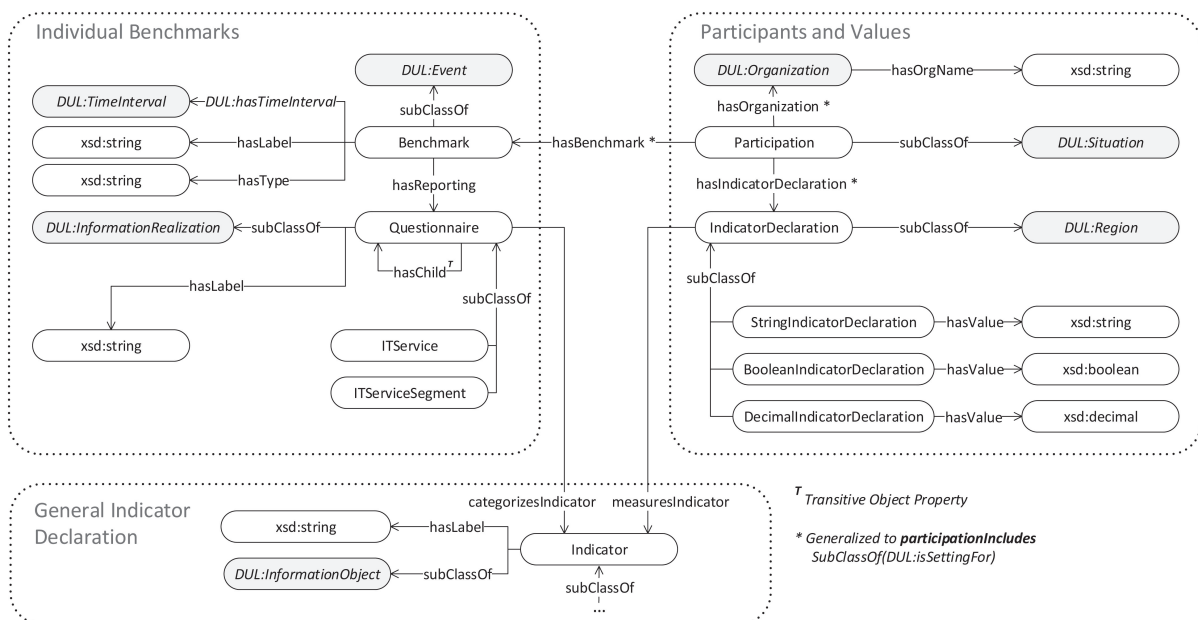 Individual Benchmarks
DUL:Event
subClassOf
DUL:TimeInterval
DUL:hasTimeInterval
xsd:string
hasLabel
Benchmark
xsd:string
hasType
hasReporting
DUL:InformationRealization
subClassOf
Questionnaire
hasChild T
hasLabel
subClassOf
xsd:string
ITService
ITServiceSegment
hasBenchmark *
Participants and Values
DUL:Organization
hasOrgName
xsd:string
hasOrganization *
Participation
subClassOf
DUL:Situation
hasIndicatorDeclaration *
IndicatorDeclaration
subClassOf
DUL:Region
subClassOf
StringIndicatorDeclaration
hasValue
xsd:string
BooleanIndicatorDeclaration
hasValue
xsd:boolean
DecimalIndicatorDeclaration
hasValue
xsd:decimal
General Indicator
Declaration
categorizesIndicator
measuresIndicator
xsd:string
hasLabel
Indicator
DUL:InformationObject
subClassOf
subClassOf
...
T Transitive Object Property
* Generalized to participationIncludes
SubClassOf(DUL:isSettingFor)